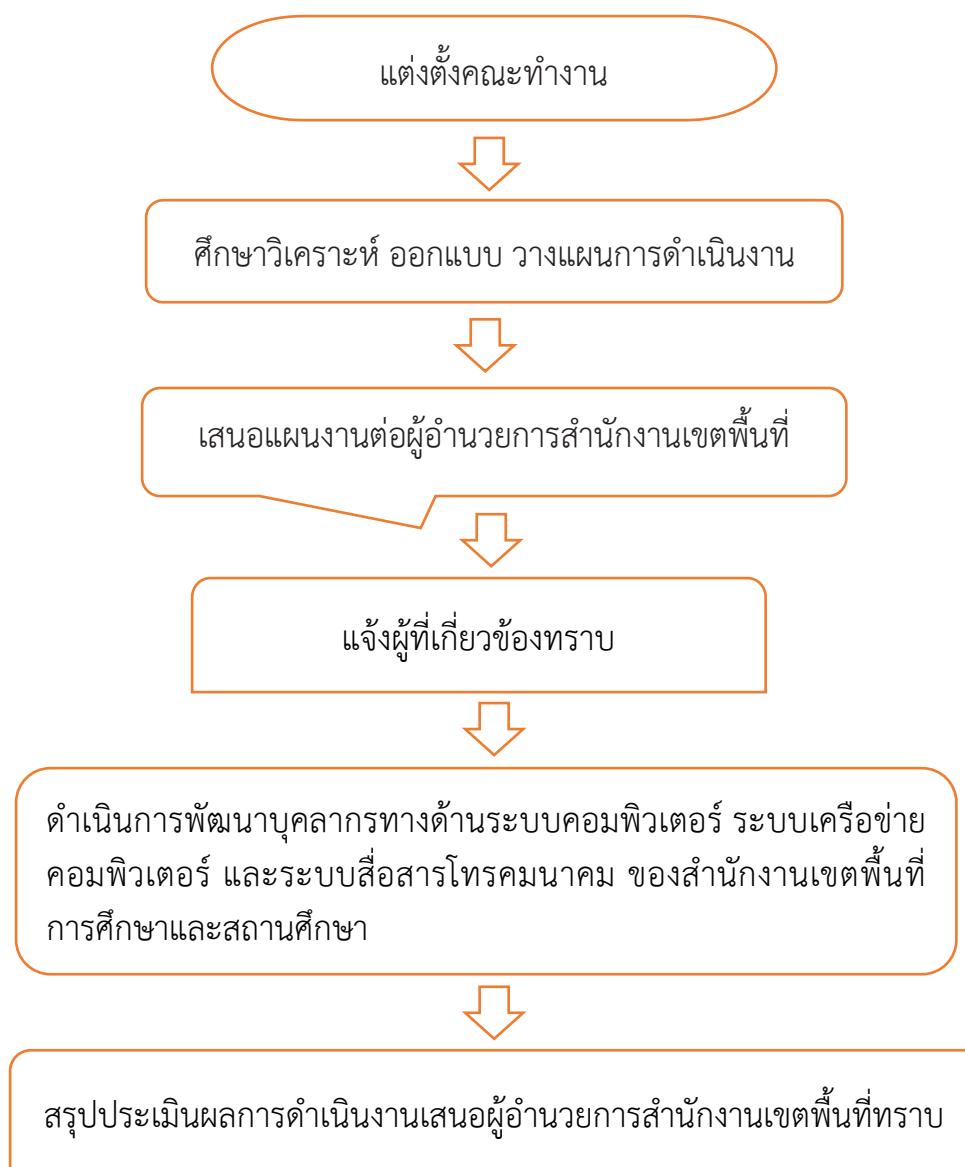 แต่งตั้งคณะทำงาน
ศึกษาวิเคราะห์ ออกแบบ วางแผนการดำเนินงาน
เสนอแผนงานต่อผู้อำนวยการสำนักงานเขตพื้นที่
แจ้งผู้ที่เกี่ยวข้องทราบ
ดำเนินการพัฒนาบุคลากรทางด้านระบบคอมพิวเตอร์ ระบบเครือข่าย
คอมพิวเตอร์ และระบบสื่อสารโทรคมนาคม ของสำนักงานเขตพื้นที่
การศึกษาและสถานศึกษา
สรุปประเมินผลการดำเนินงานเสนอผู้อำนวยการสำนักงานเขตพื้นที่ทราบ